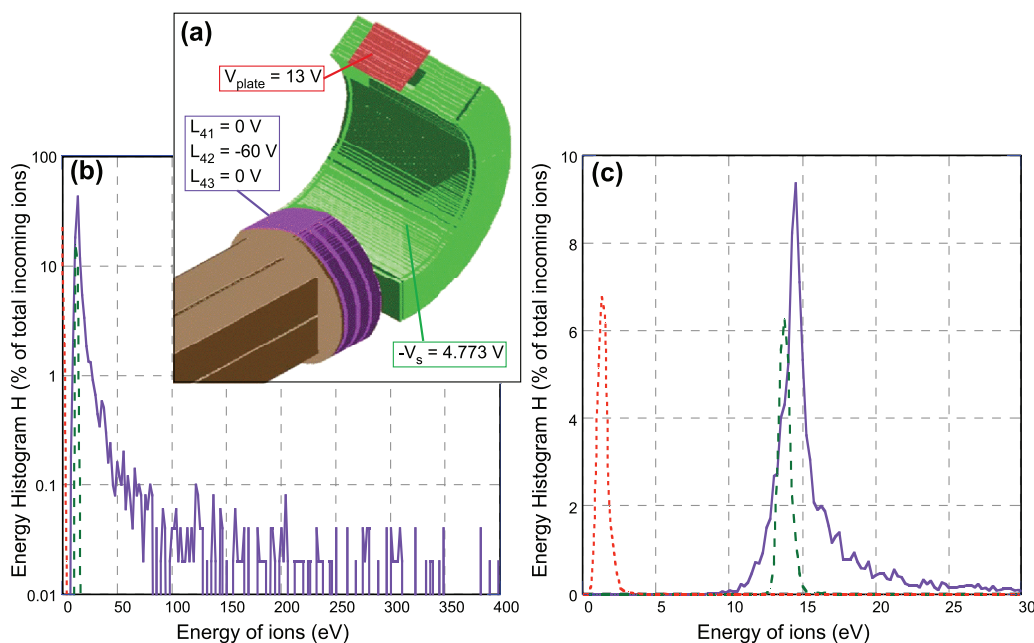 (a)
V_plate = 13 V
L_41 = 0 V
L_42 = -60 V
L_43 = 0 V
-V_s = 4.773 V
(b)
Energy Histogram H (% of total incoming ions)
100
10
1
0.1
0.01
0 50 100 150 200 250 300 350 400
Energy of ions (eV)
(c)
Energy Histogram H (% of total incoming ions)
10
8
6
4
2
0
0 5 10 15 20 25 30
Energy of ions (eV)